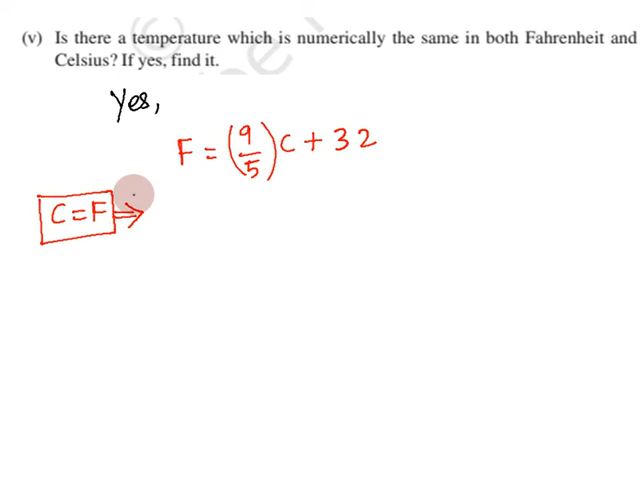 (v) Is there a temperature which is numerically the same in both Fahrenheit and
Celsius? If yes, find it.
Yes,
F = (9/5) C + 32
C = F ⇒